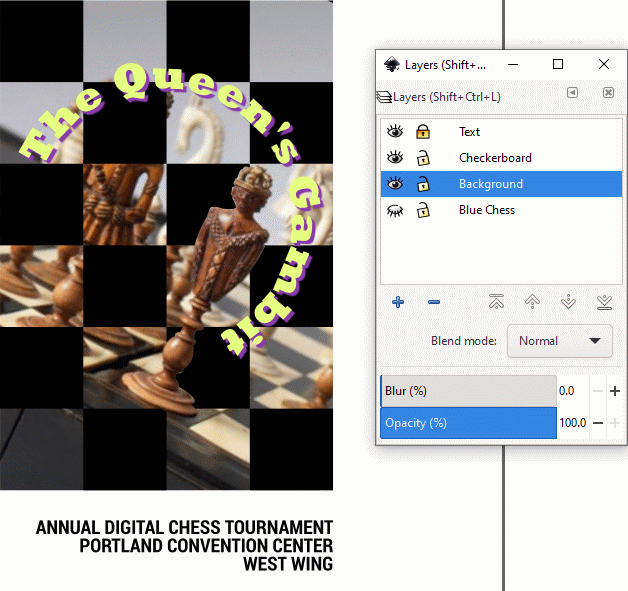 The Queen's Gambit
ANNUAL DIGITAL CHESS TOURNAMENT
PORTLAND CONVENTION CENTER
WEST WING
Layers (Shift+...
Layers (Shift+Ctrl+L)
Text
Checkerboard
Background
Blue Chess
Blend mode: Normal
Blur (%) 0.0
Opacity (%) 100.0